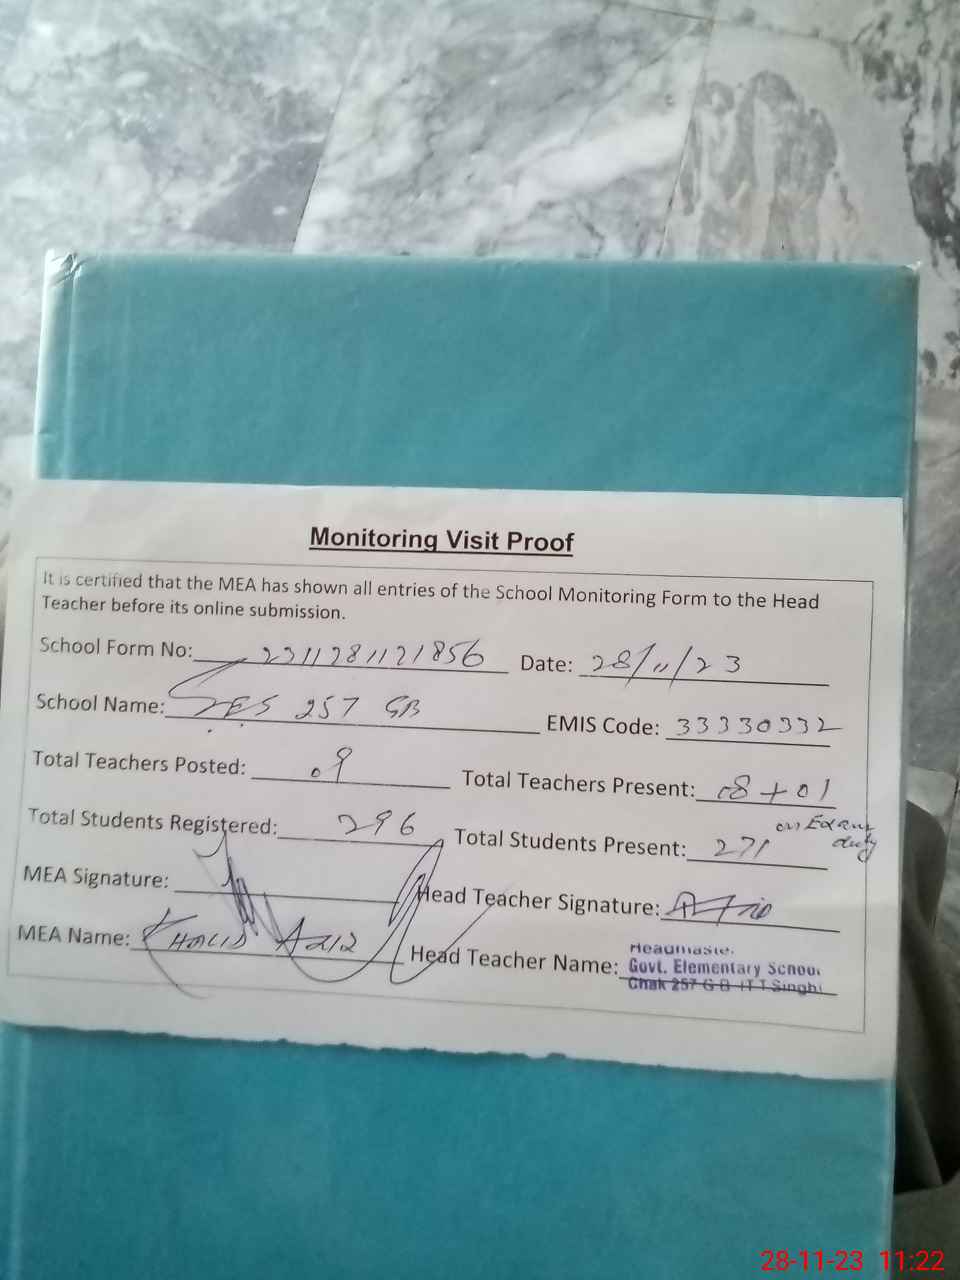 Monitoring Visit Proof
It is certified that the MEA has shown all entries of the School Monitoring Form to the Head
Teacher before its online submission.
School Form No: 2311281121856 Date: 28/11/23
School Name: GES 257 GB EMIS Code: 33330332
Total Teachers Posted: 09 Total Teachers Present: 08 + 01
on Exam
duty
Total Students Registered: 296 Total Students Present: 271
MEA Signature: Head Teacher Signature:
MEA Name: KHALID AZIZ Head Teacher Name: Headmaster
Govt. Elementary School
Chak 257 G B (T T Singh)
28-11-23 11:22